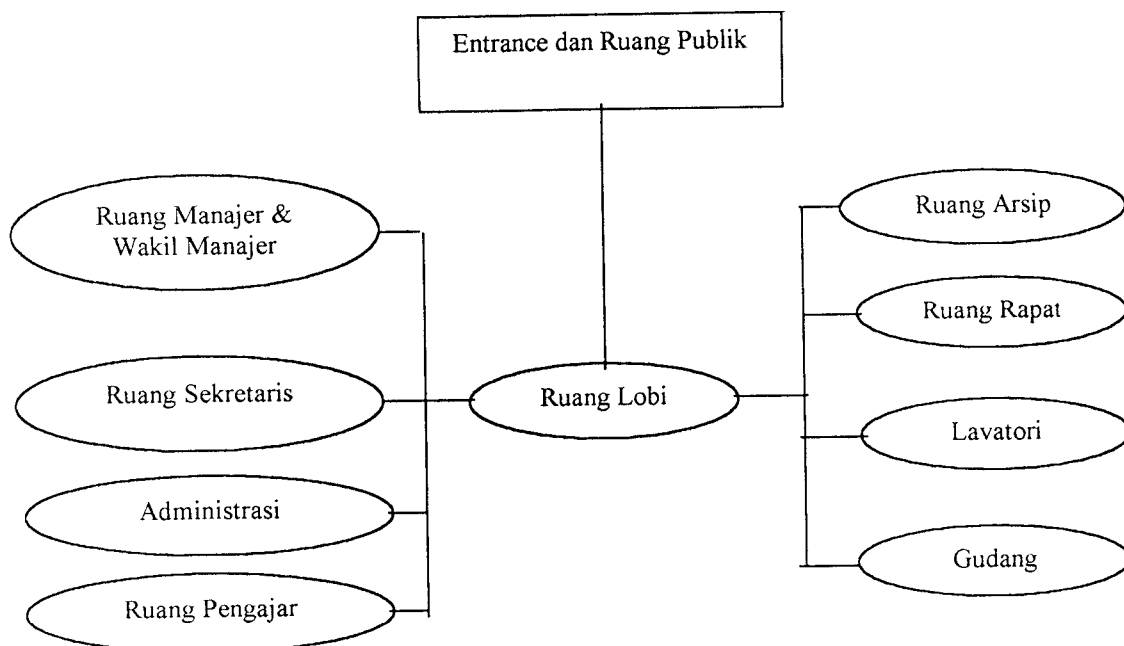 Entrance dan Ruang Publik
Ruang Manajer &
Wakil Manajer
Ruang Sekretaris
Administrasi
Ruang Pengajar
Ruang Lobi
Ruang Arsip
Ruang Rapat
Lavatori
Gudang